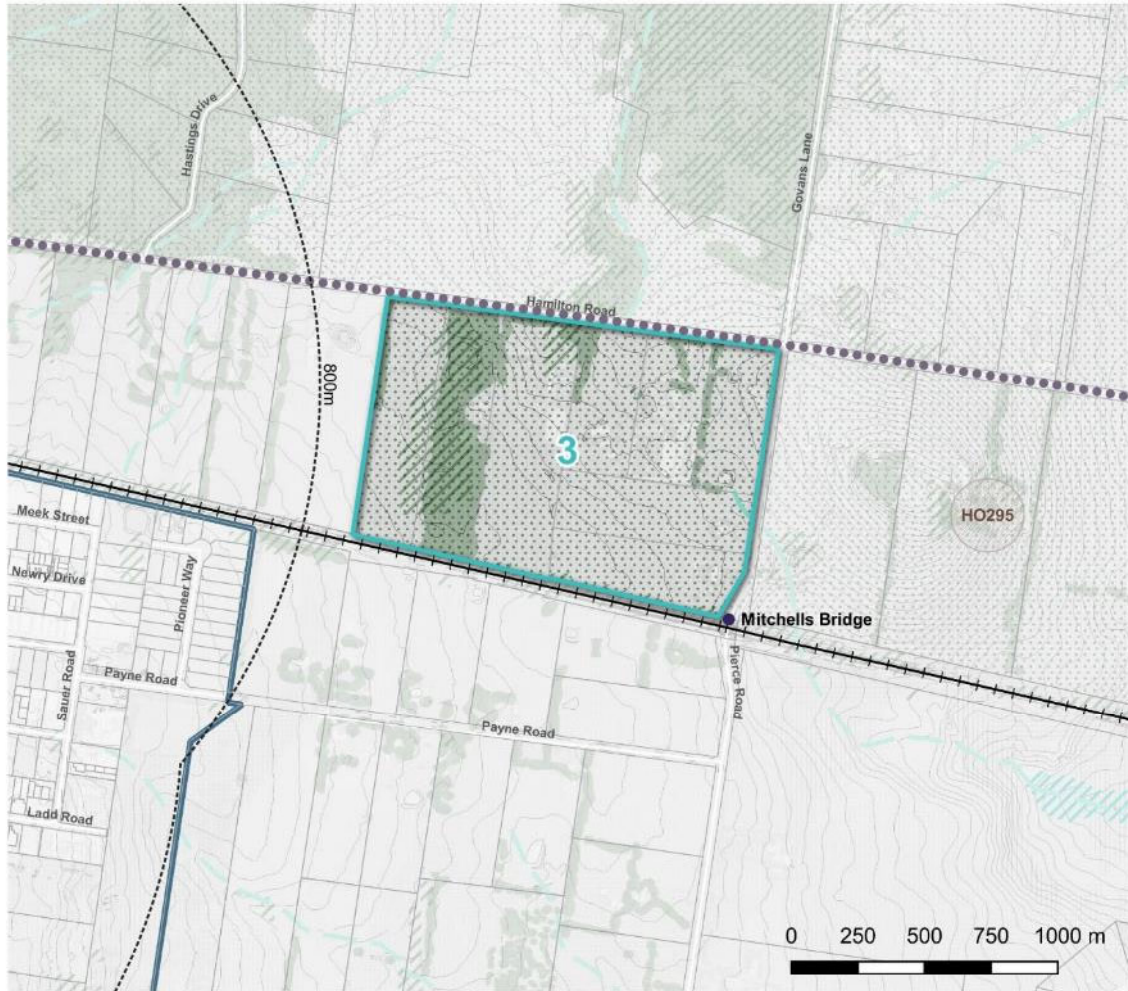 Hastings Drive
Govans Lane
Hamilton Road
800m
3
HO295
Meek Street
Newry Drive
Pioneer Way
Mitchells Bridge
Payne Road
Sauer Road
Pierce Road
Payne Road
Ladd Road
0 250 500 750 1000 m